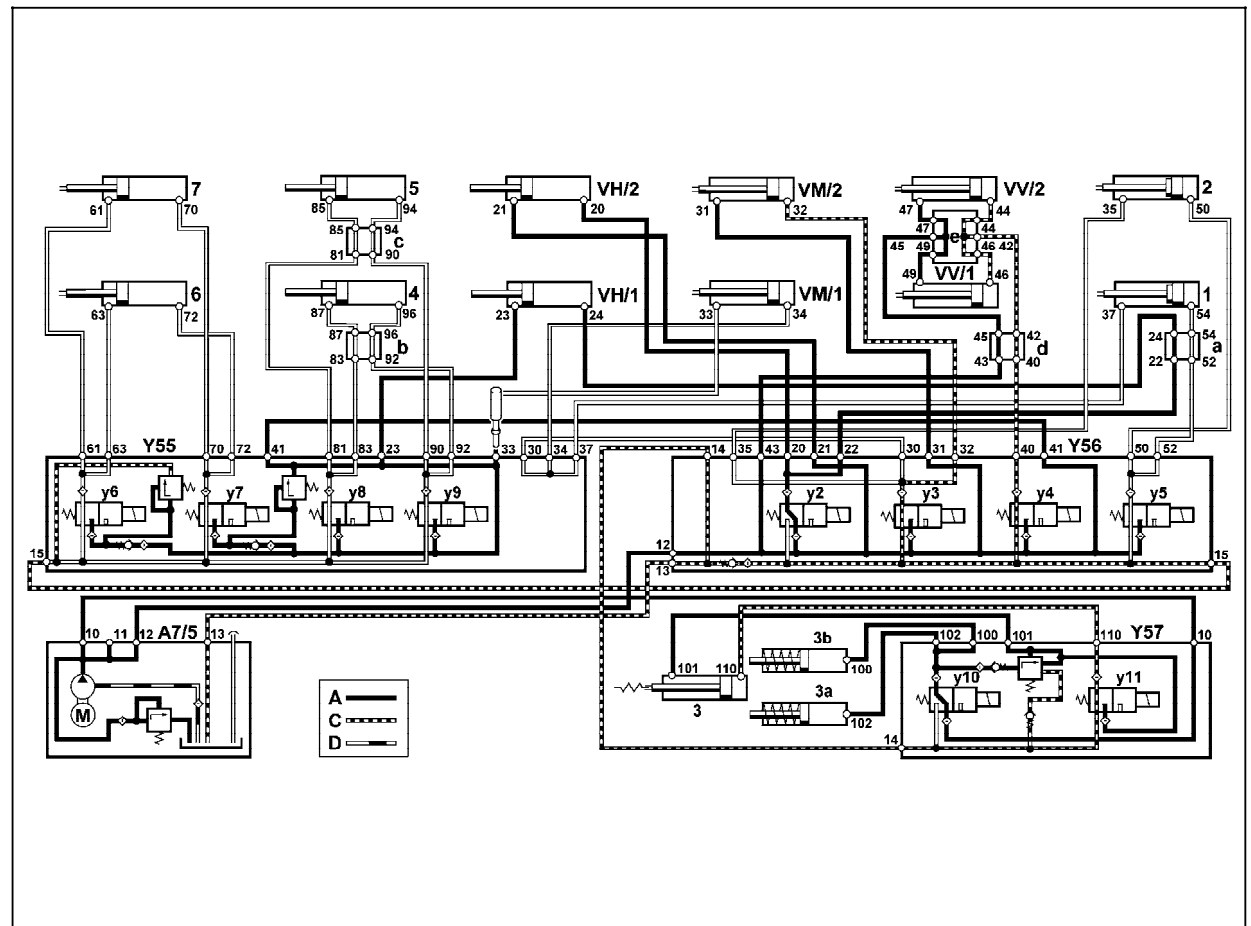 7 5 VH/2 VM/2 VV/2 2
61 70 85 94 21 20 31 32 47 44 35 50
85 94 47 44
c e
81 90 45 49 46 42
VV/1
49 46
6 4 VH/1 VM/1 1
63 72 87 96 23 24 33 34 37 54
87 96 45 42 24 54
b d a
83 92 43 40 22 52
61 63 Y55 70 72 41 81 83 23 90 92 33 30 34 37 14 35 43 20 21 22 30 31 32 40 41 Y56 50 52
y6 y7 y8 y9 y2 y3 y4 y5
15 12 13 15
10 11 12 A7/5 13
M
A
C
D
101 110 3b 100 102 100 101 110 Y57 10
3 3a 102 y10 y11
14